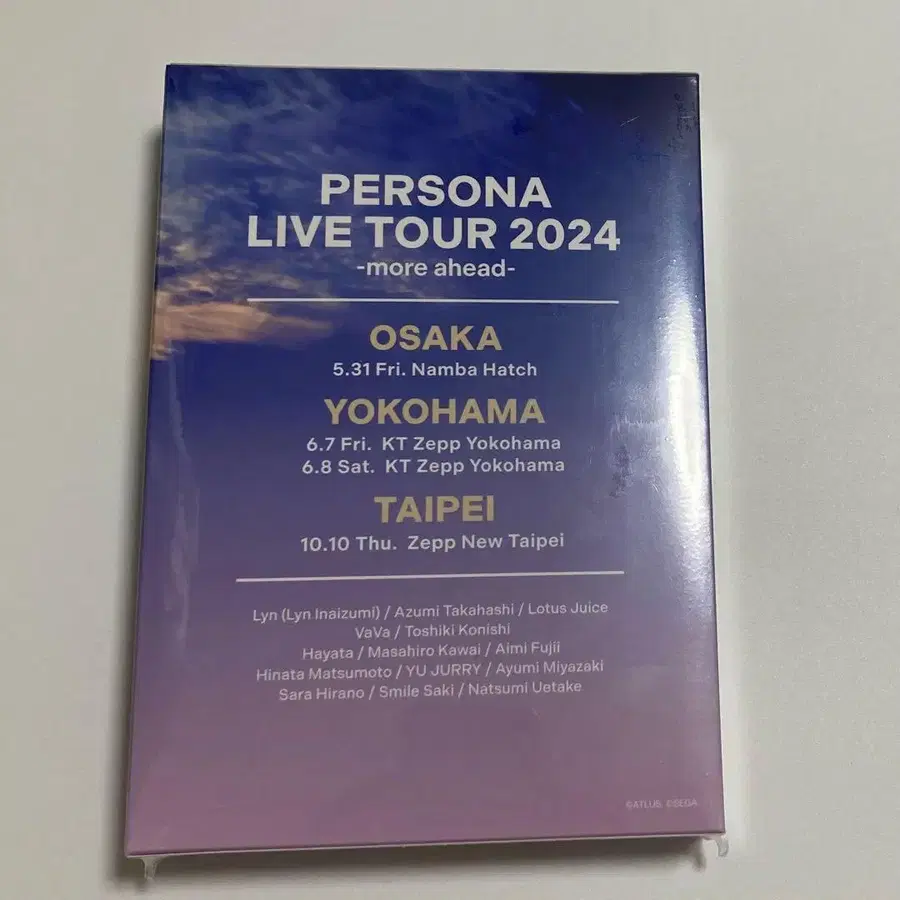 PERSONA
LIVE TOUR 2024
-more ahead-
OSAKA
5.31 Fri. Namba Hatch
YOKOHAMA
6.7 Fri. KT Zepp Yokohama
6.8 Sat. KT Zepp Yokohama
TAIPEI
10.10 Thu. Zepp New Taipei
Lyn (Lyn Inaizumi) / Azumi Takahashi / Lotus Juice
VaVa / Toshiki Konishi
Hayata / Masahiro Kawai / Aimi Fujii
Hinata Matsumoto / YU JURRY / Ayumi Miyazaki
Sara Hirano / Smile Saki / Natsumi Uetake
©ATLUS. ©SEGA